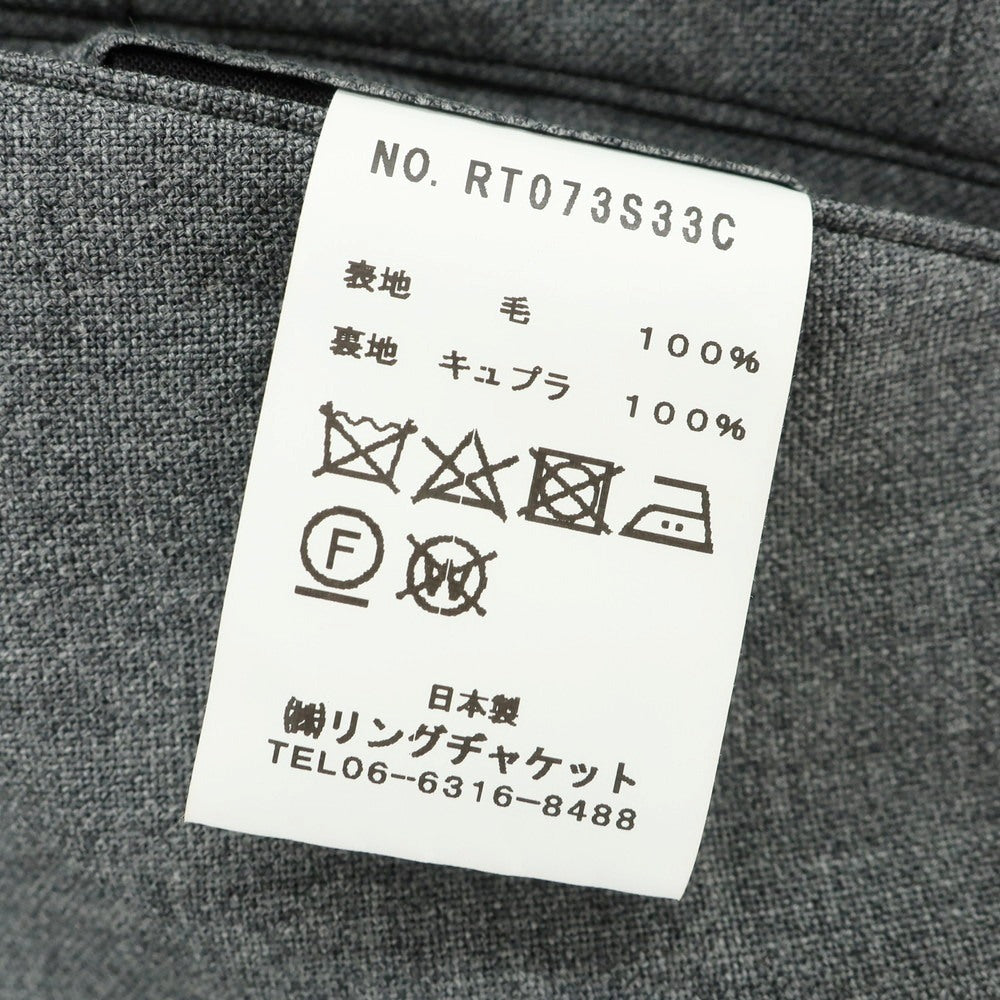 NO. RT073S33C
表地 毛 100%
裏地 キュプラ 100%
F
W
日本製
㈱リングヂャケット
TEL06-6316-8488